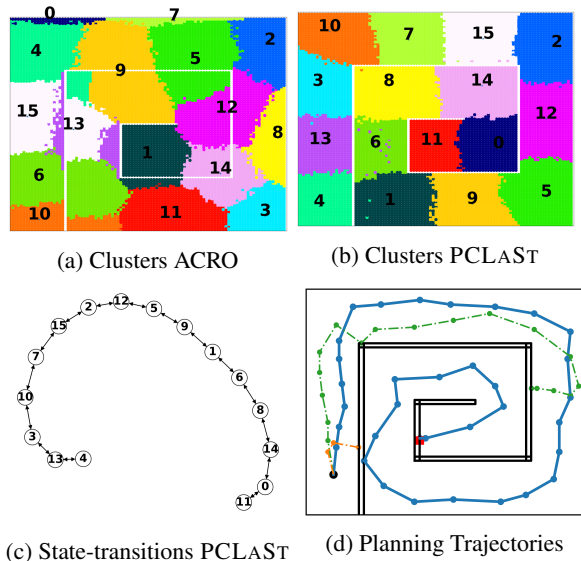 0 7
4 9 5 2
15 13 12 8
1
6 14
10 11 3
(a) Clusters ACRO
10 7 15 2
3 8 14
13 6 11 0 12
4 1 9 5
(b) Clusters PCLAST
12
2 5
15 9
7 1
10 6
3 8
13 4 14
11 0
(c) State-transitions PCLAST
(d) Planning Trajectories